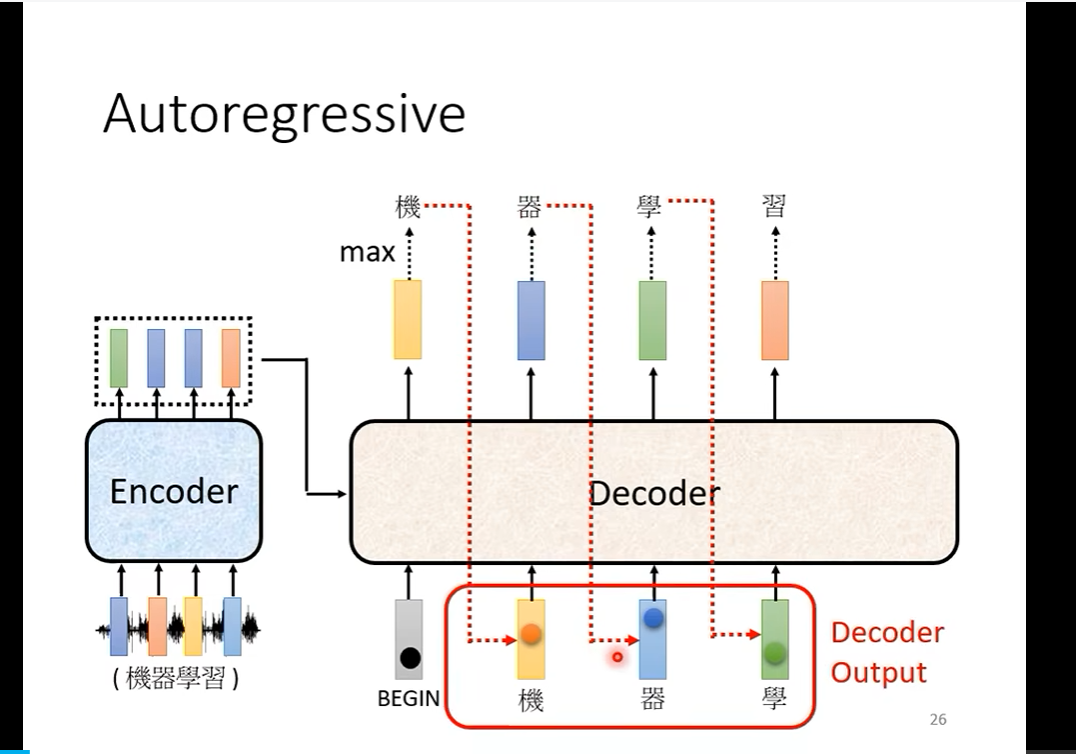 Autoregressive
機 器 學 習
max
Encoder
Decoder
(機器學習)
BEGIN 機 器 學
Decoder
Output
26